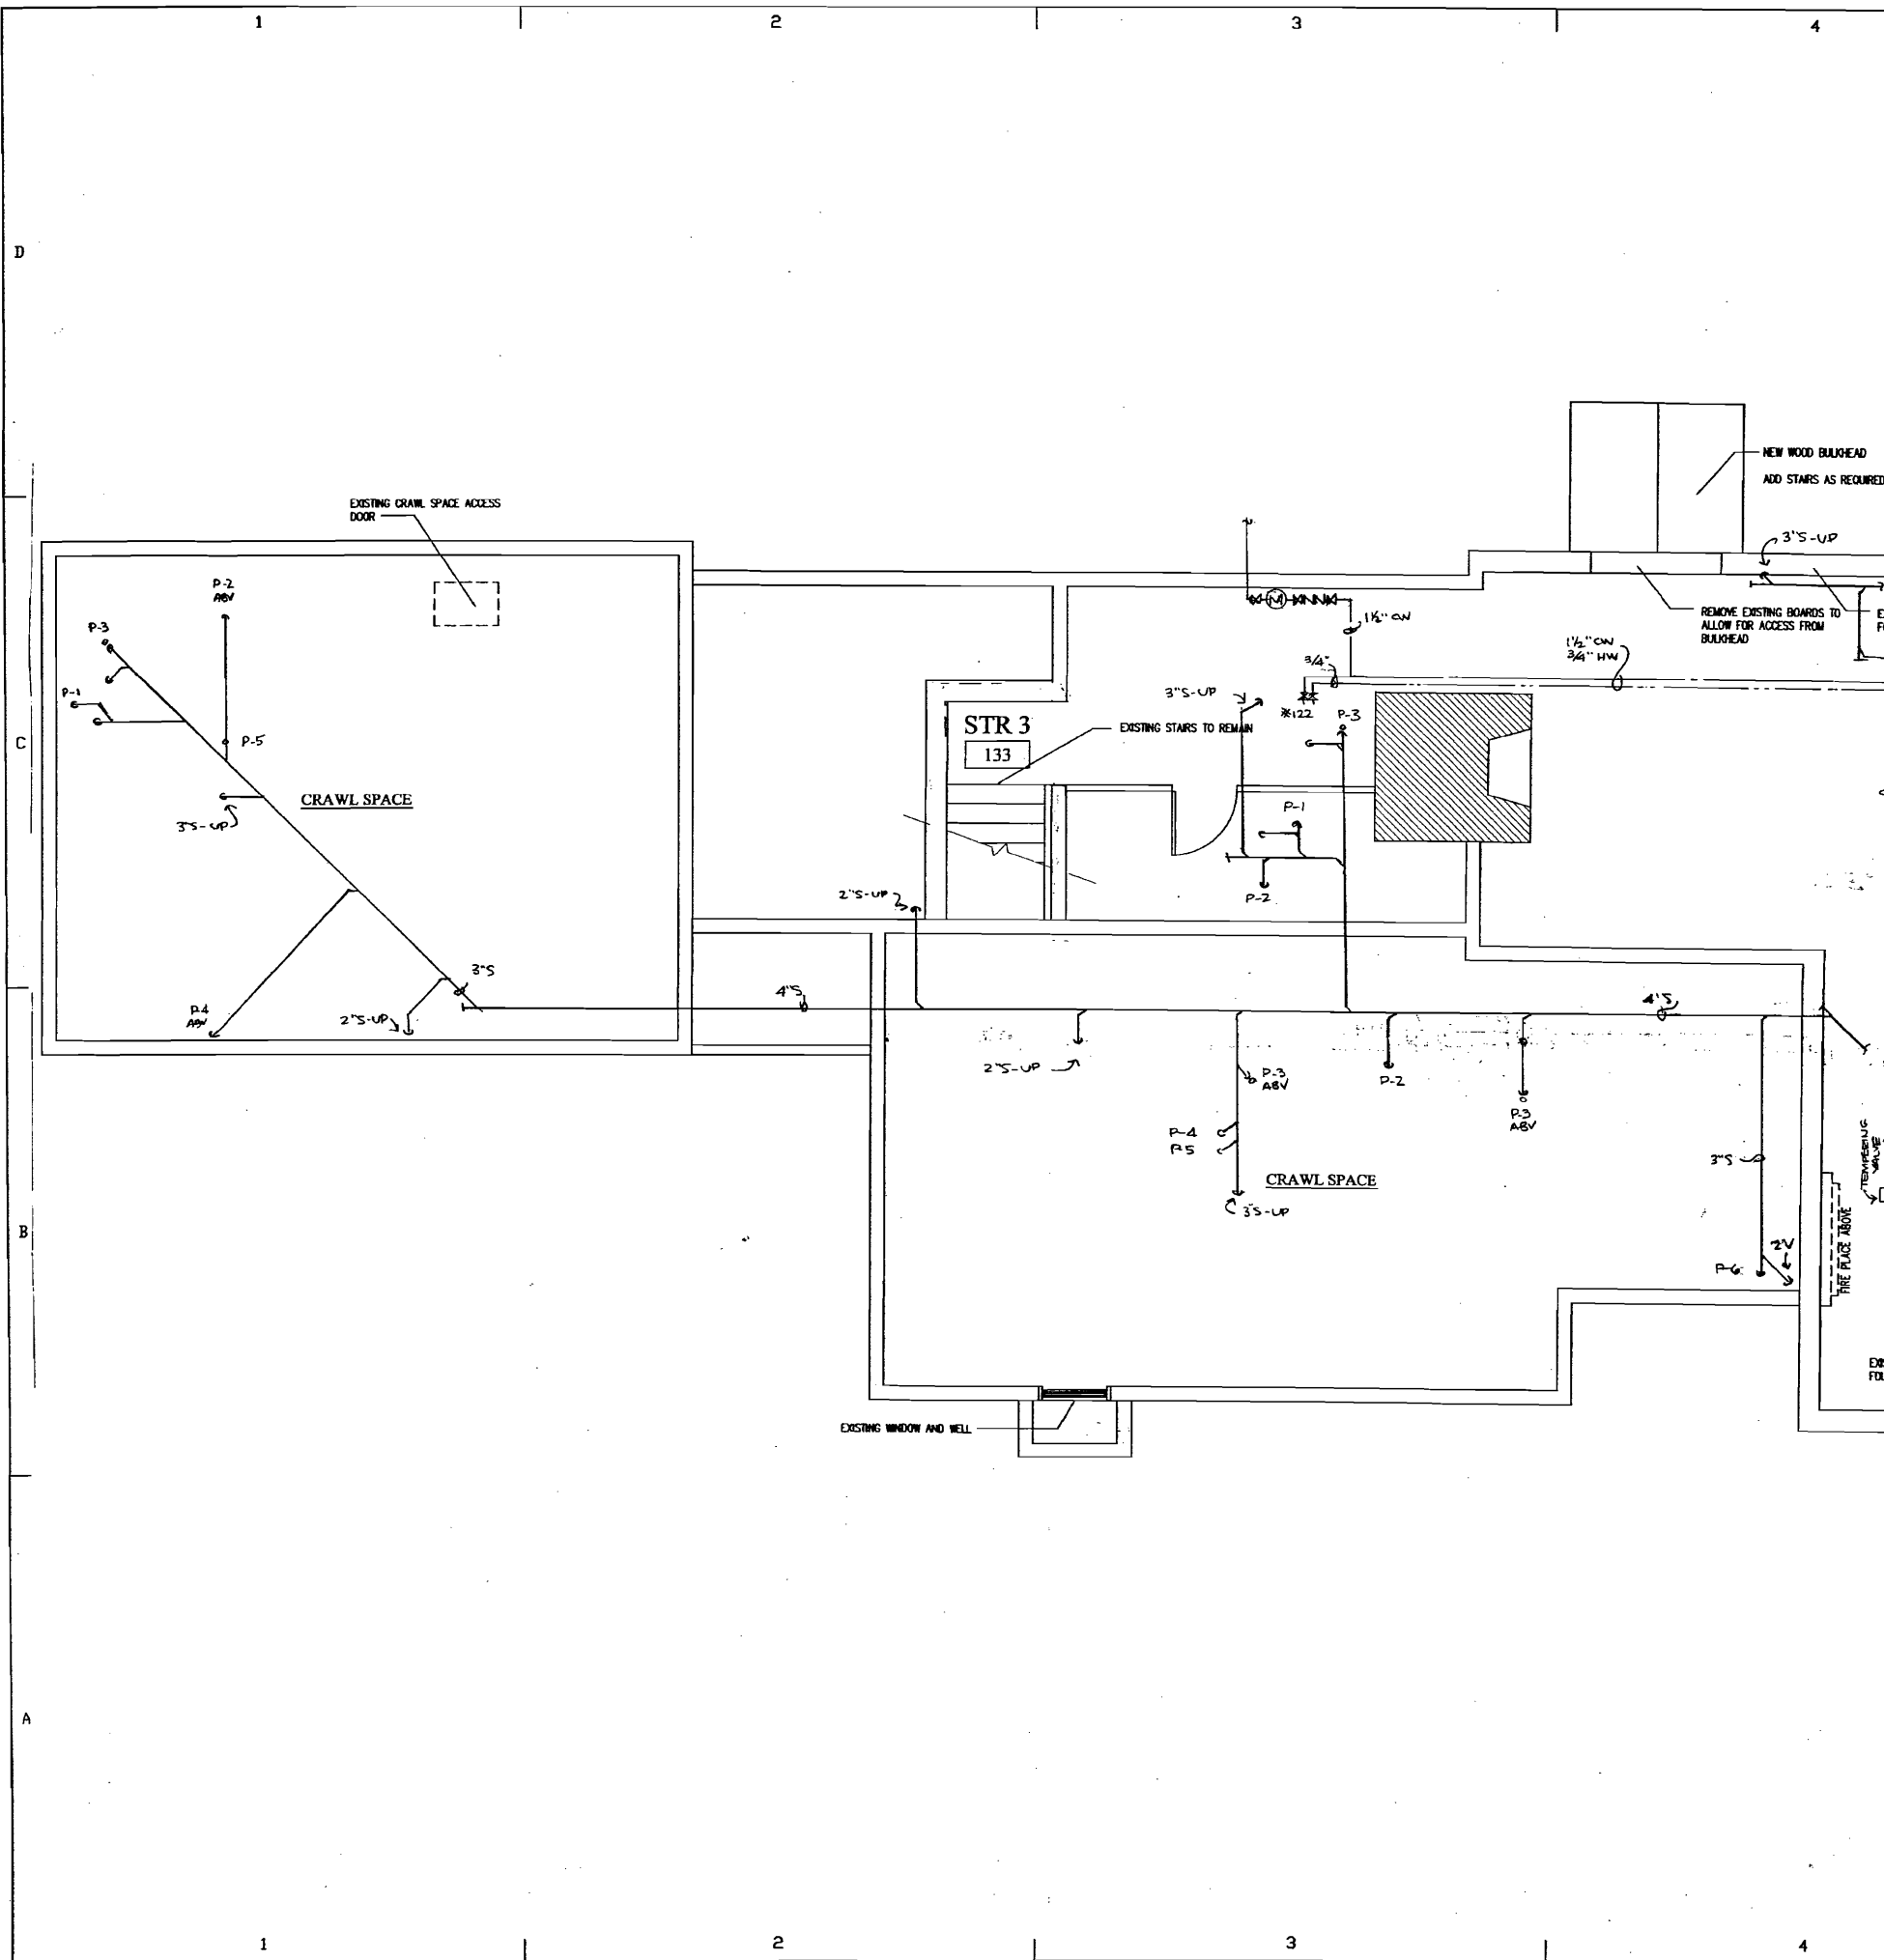 1 2 3 4
D
NEW WOOD BULKHEAD
ADD STAIRS AS REQUIRED
EXISTING CRAWL SPACE ACCESS
DOOR
3"S-UP
P-2
ABV
P-3
P-1
P-5
3"S-UP
CRAWL SPACE
1½" CW
REMOVE EXISTING BOARDS TO
ALLOW FOR ACCESS FROM
BULKHEAD
1½" CW
3/4" HW
3/4"
3"S-UP
*122
P-3
C
STR 3
133
EXISTING STAIRS TO REMAIN
P-1
P-2
2"S-UP
3"S
4"S
4"S
P-4
ABV
2"S-UP
2"S-UP
P-3
ABV
P-2
P-3
ABV
P-4
P-5
CRAWL SPACE
3"S-UP
3"S
TEMPERING
VALVE
FIRE PLACE ABOVE
B
2"V
P-6
EXISTING WINDOW AND WELL
A
1 2 3 4